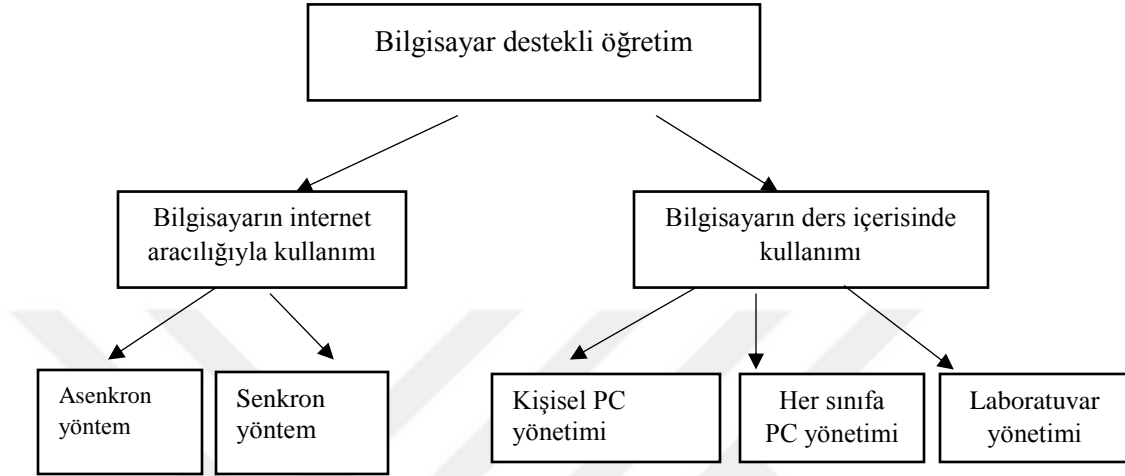 Bilgisayar destekli öğretim
Bilgisayarın internet
aracılığıyla kullanımı
Bilgisayarın ders içerisinde
kullanımı
Asenkron
yöntem
Senkron
yöntem
Kişisel PC
yönetimi
Her sınıfa
PC yönetimi
Laboratuvar
yönetimi